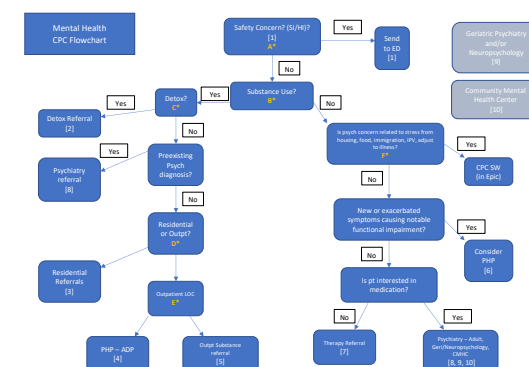 Mental Health
CPC Flowchart
Safety Concern? (SI/HI)?
[1]
A*
Yes
Send
to ED
[1]
Geriatric Psychiatry
and/or
Neuropsychology
[9]
Community Mental
Health Center
[10]
No
Substance Use?
B*
Yes
No
Detox?
C*
Yes
Detox Referral
[2]
No
Preexisting
Psych
diagnosis?
Yes
Psychiatry
referral
[8]
No
Residential
or Outpt?
D*
Residential
Referrals
[3]
Outpatient LOC
E*
PHP – ADP
[4]
Outpt Substance
referral
[5]
Is psych concern related to stress from
housing, food, immigration, IPV, adjust
to illness?
F*
Yes
CPC SW
(in Epic)
No
New or exacerbated
symptoms causing notable
functional impairment?
Yes
Consider
PHP
[6]
No
Is pt interested in
medication?
No
Therapy Referral
[7]
Yes
Psychiatry – Adult,
Geri/Neuropsychology,
CMHC
[8, 9, 10]